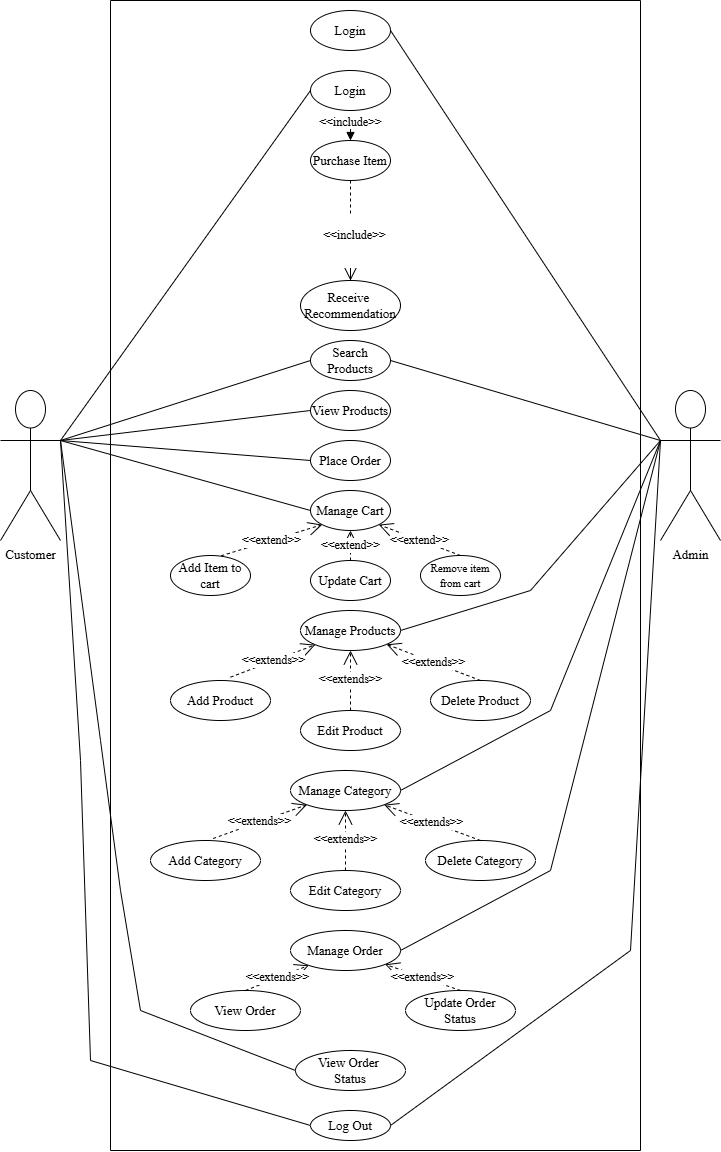 Login
Login
<<include>>
Purchase Item
<<include>>
Receive
Recommendation
Search
Products
View Products
Place Order
Manage Cart
<<extend>>
<<extend>>
<<extend>>
Customer
Admin
Add Item to
cart
Update Cart
Remove item
from cart
Manage Products
<<extends>>
<<extends>>
<<extends>>
Add Product
Delete Product
Edit Product
Manage Category
<<extends>>
<<extends>>
<<extends>>
Add Category
Delete Category
Edit Category
Manage Order
<<extends>>
<<extends>>
View Order
Update Order
Status
View Order
Status
Log Out